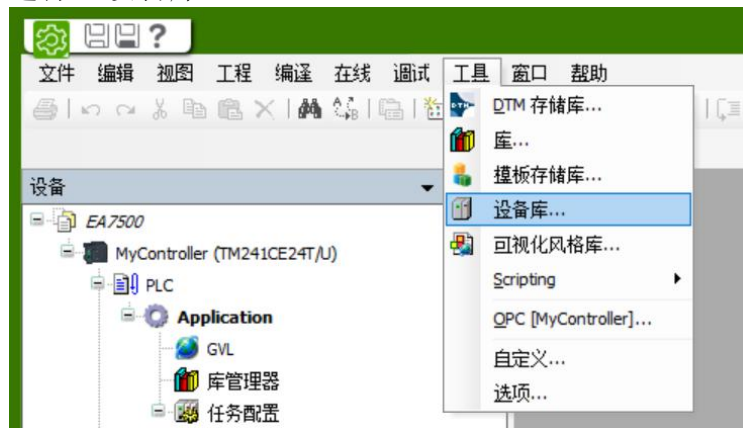 ?
文件 编辑 视图 工程 编译 在线 调试 工具 窗口 帮助
DTM 存储库...
库...
模板存储库...
设备库...
可视化风格库...
Scripting
OPC [MyController]...
自定义...
选项...
设备
EA7500
MyController (TM241CE24T/U)
PLC
Application
GVL
库管理器
任务配置